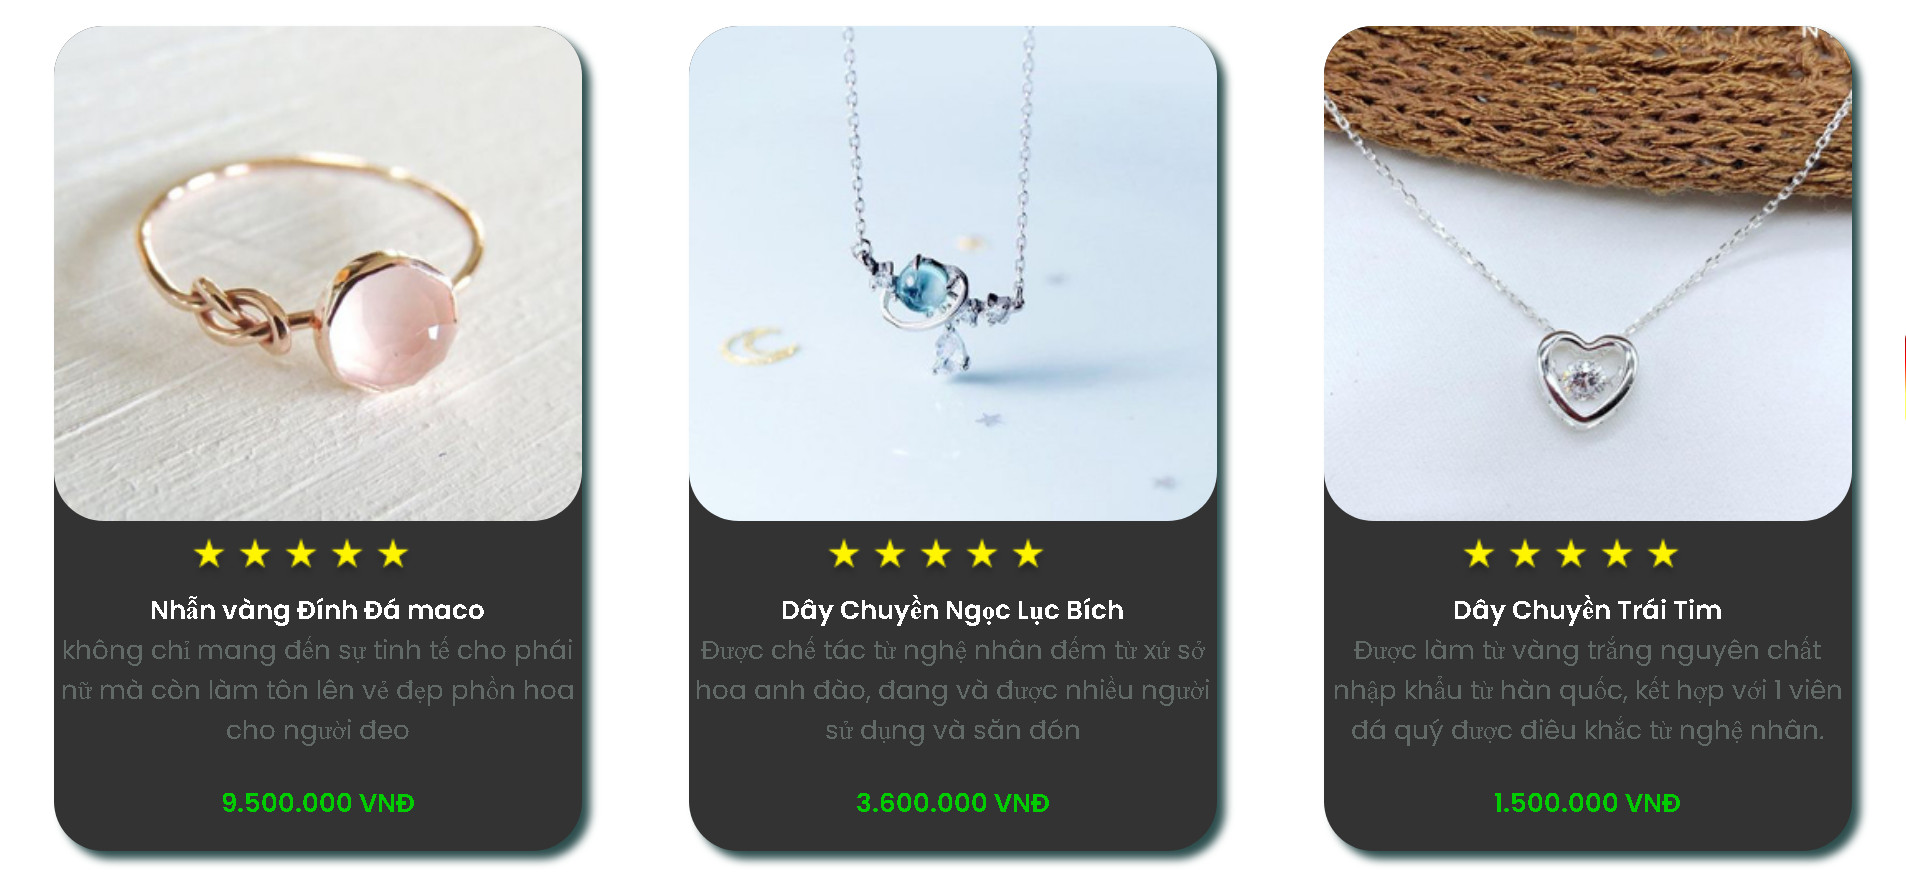 Nhẫn vàng Đính Đá maco
không chỉ mang đến sự tinh tế cho phái
nữ mà còn làm tôn lên vẻ đẹp phồn hoa
cho người đeo
9.500.000 VNĐ
Dây Chuyền Ngọc Lục Bích
Được chế tác từ nghệ nhân đếm từ xứ sở
hoa anh đào, đang và được nhiều người
sử dụng và săn đón
3.600.000 VNĐ
Dây Chuyền Trái Tim
Được làm từ vàng trắng nguyên chất
nhập khẩu từ hàn quốc, kết hợp với 1 viên
đá quý được điêu khắc từ nghệ nhân.
1.500.000 VNĐ